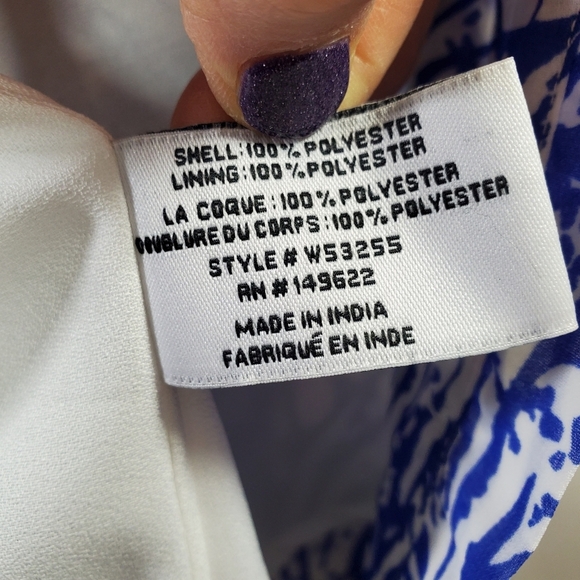 SHELL:100% POLYESTER
LINING:100% POLYESTER
LA COQUE:100% POLYESTER
DU CORPS:100% POLYESTER
STYLE # W53255
RN # 149622
MADE IN INDIA
FABRIQUÉ EN INDE